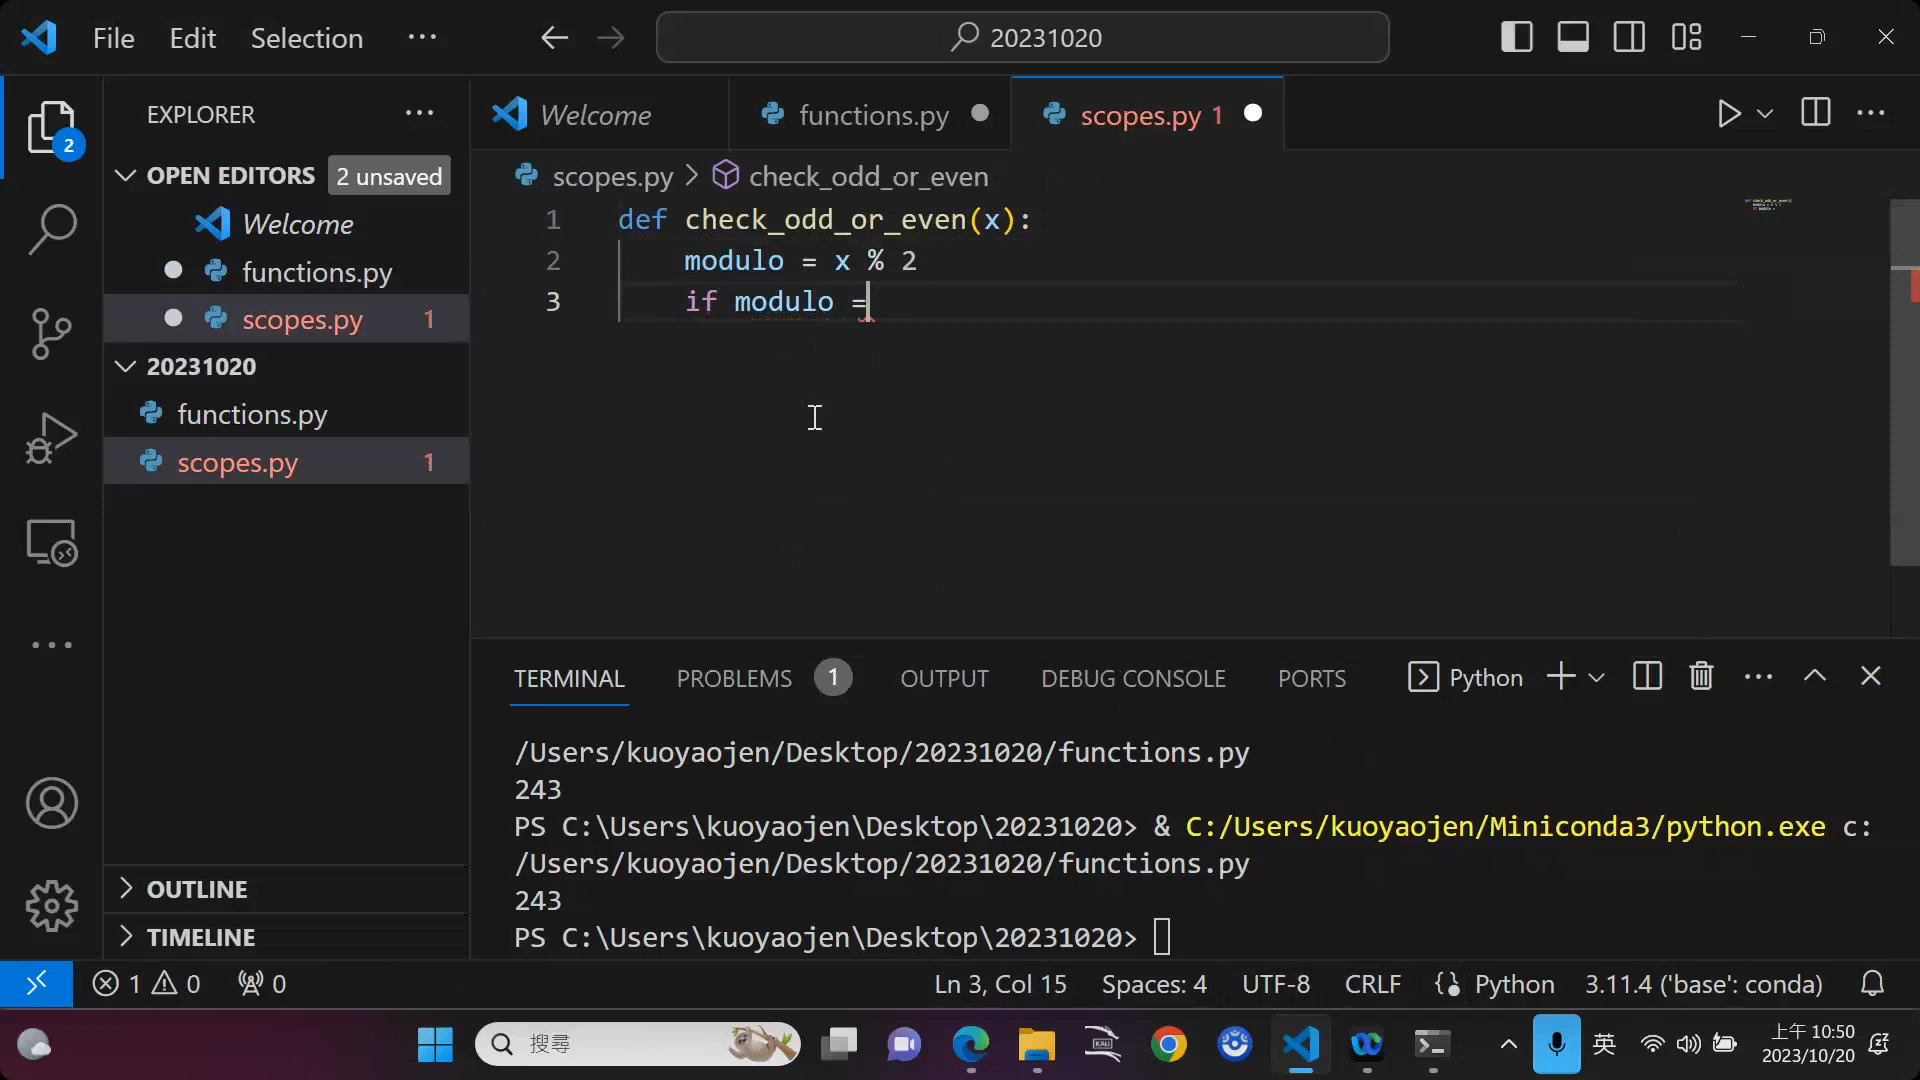 File Edit Selection ··· 20231020
EXPLORER ···
OPEN EDITORS 2 unsaved
Welcome
functions.py
scopes.py 1
20231020
functions.py
scopes.py 1
OUTLINE
TIMELINE
2
Welcome functions.py scopes.py 1
scopes.py > check_odd_or_even
1 def check_odd_or_even(x):
2 modulo = x % 2
3 if modulo =
TERMINAL PROBLEMS 1 OUTPUT DEBUG CONSOLE PORTS Python
/Users/kuoyaojen/Desktop/20231020/functions.py
243
PS C:\Users\kuoyaojen\Desktop\20231020> & C:/Users/kuoyaojen/Miniconda3/python.exe c:
/Users/kuoyaojen/Desktop/20231020/functions.py
243
PS C:\Users\kuoyaojen\Desktop\20231020>
1 0 0 Ln 3, Col 15 Spaces: 4 UTF-8 CRLF Python 3.11.4 ('base': conda)
搜尋 KALI 英 上午 10:50
2023/10/20